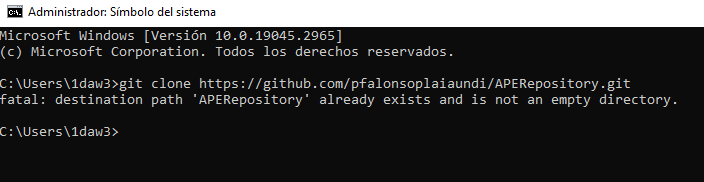 Administrador: Símbolo del sistema
Microsoft Windows [Versión 10.0.19045.2965]
(c) Microsoft Corporation. Todos los derechos reservados.
C:\Users\1daw3>git clone https://github.com/pfalonsoplaiaundi/APERepository.git
fatal: destination path 'APERepository' already exists and is not an empty directory.
C:\Users\1daw3>